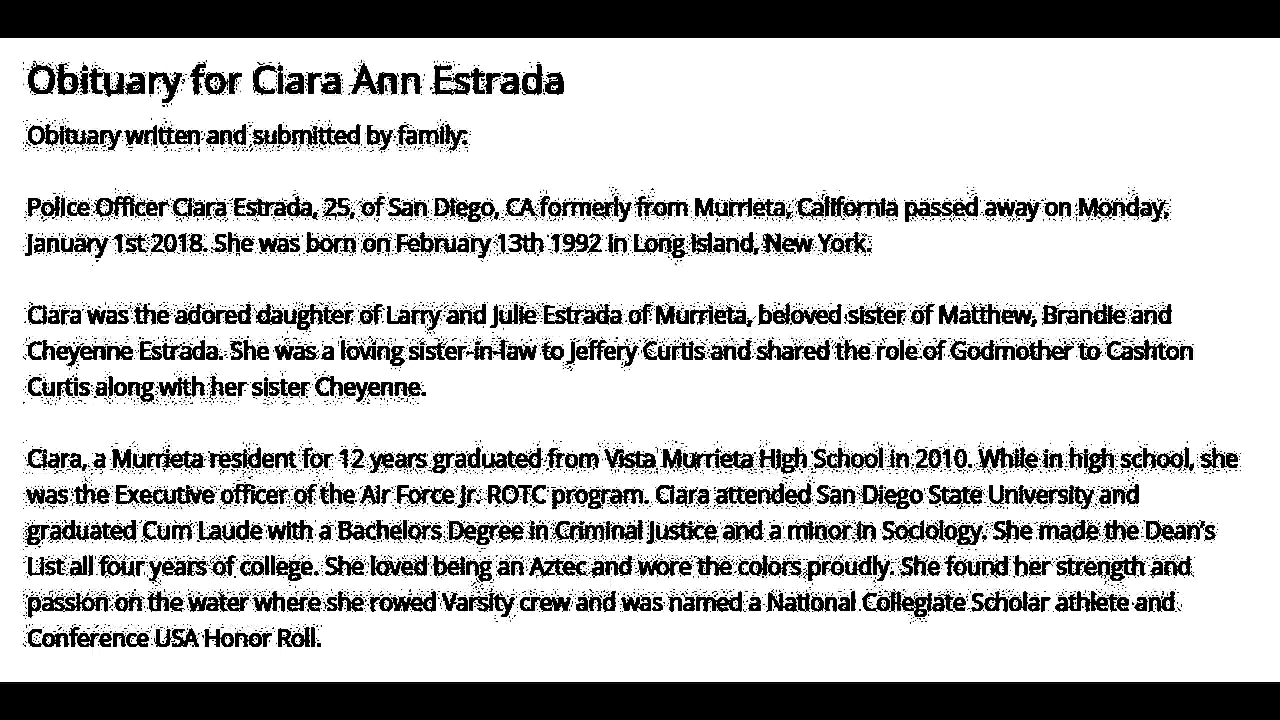 Obituary for Ciara Ann Estrada
Obituary written and submitted by family:
Police Officer Ciara Estrada, 25, of San Diego, CA formerly from Murrieta, California passed away on Monday,
January 1st 2018. She was born on February 13th 1992 in Long Island, New York.
Ciara was the adored daughter of Larry and Julie Estrada of Murrieta, beloved sister of Matthew, Brandie and
Cheyenne Estrada. She was a loving sister-in-law to Jeffery Curtis and shared the role of Godmother to Cashton
Curtis along with her sister Cheyenne.
Ciara, a Murrieta resident for 12 years graduated from Vista Murrieta High School in 2010. While in high school, she
was the Executive officer of the Air Force Jr. ROTC program. Ciara attended San Diego State University and
graduated Cum Laude with a Bachelors Degree in Criminal Justice and a minor in Sociology. She made the Dean's
List all four years of college. She loved being an Aztec and wore the colors proudly. She found her strength and
passion on the water where she rowed Varsity crew and was named a National Collegiate Scholar athlete and
Conference USA Honor Roll.